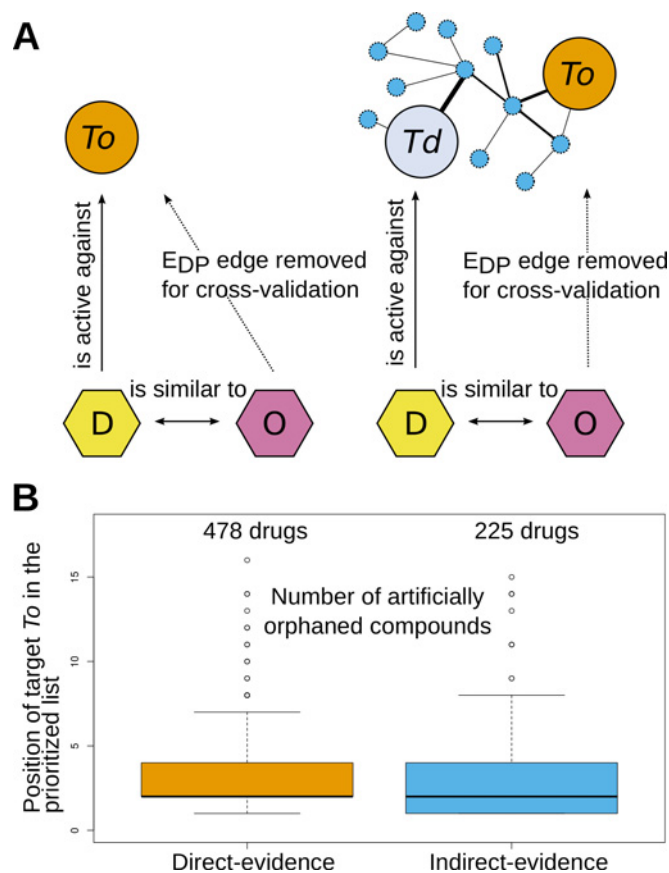 A
To
is active against
EDP edge removed
for cross-validation
is similar to
D
O
Td
To
is active against
EDP edge removed
for cross-validation
is similar to
D
O
B
478 drugs
225 drugs
Number of artificially
orphaned compounds
Position of target To in the
prioritized list
15
10
5
0
Direct-evidence
Indirect-evidence